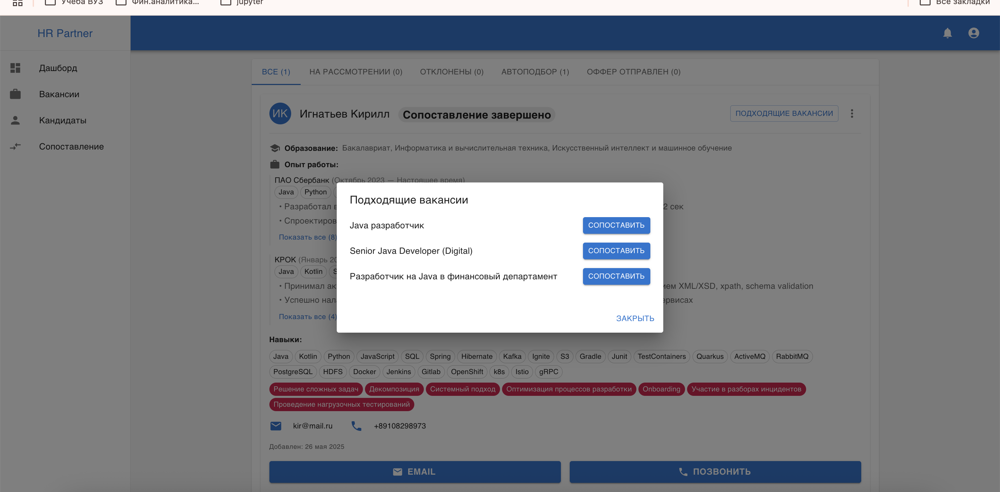 Учеба ВУЗ Фин.аналитика... jupyter Все закладки
HR Partner
Дашборд
Вакансии
Кандидаты
Сопоставление
ВСЕ (1) НА РАССМОТРЕНИИ (0) ОТКЛОНЕНЫ (0) АВТОПОДБОР (1) ОФФЕР ОТПРАВЛЕН (0)
ИК Игнатьев Кирилл Сопоставление завершено ПОДХОДЯЩИЕ ВАКАНСИИ
Образование: Бакалавриат, Информатика и вычислительная техника, Искусственный интеллект и машинное обучение
Опыт работы:
ПАО Сбербанк (Октябрь 2023 — Настоящее время)
Java Python
• Разработал 2 сек
• Спроектиров
Показать все (8)
КРОК (Январь 20
Java Kotlin S
• Принимал ак ием XML/XSD, xpath, schema validation
• Успешно нал ервисах
Показать все (4)
Подходящие вакансии
Java разработчик СОПОСТАВИТЬ
Senior Java Developer (Digital) СОПОСТАВИТЬ
Разработчик на Java в финансовый департамент СОПОСТАВИТЬ
ЗАКРЫТЬ
Навыки:
Java Kotlin Python JavaScript SQL Spring Hibernate Kafka Ignite S3 Gradle Junit TestContainers Quarkus ActiveMQ RabbitMQ
PostgreSQL HDFS Docker Jenkins Gitlab OpenShift k8s Istio gRPC
Решение сложных задач Декомпозиция Системный подход Оптимизация процессов разработки Onboarding Участие в разборах инцидентов
Проведение нагрузочных тестирований
kir@mail.ru +89108298973
Добавлен: 26 мая 2025
EMAIL ПОЗВОНИТЬ